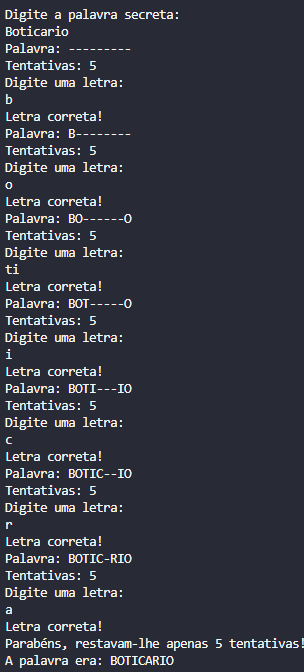 Digite a palavra secreta:
Boticario
Palavra: ---------
Tentativas: 5
Digite uma letra:
b
Letra correta!
Palavra: B--------
Tentativas: 5
Digite uma letra:
o
Letra correta!
Palavra: BO------O
Tentativas: 5
Digite uma letra:
ti
Letra correta!
Palavra: BOT-----O
Tentativas: 5
Digite uma letra:
i
Letra correta!
Palavra: BOTI---IO
Tentativas: 5
Digite uma letra:
c
Letra correta!
Palavra: BOTIC--IO
Tentativas: 5
Digite uma letra:
r
Letra correta!
Palavra: BOTIC-RIO
Tentativas: 5
Digite uma letra:
a
Letra correta!
Parabéns, restavam-lhe apenas 5 tentativas!
A palavra era: BOTICARIO